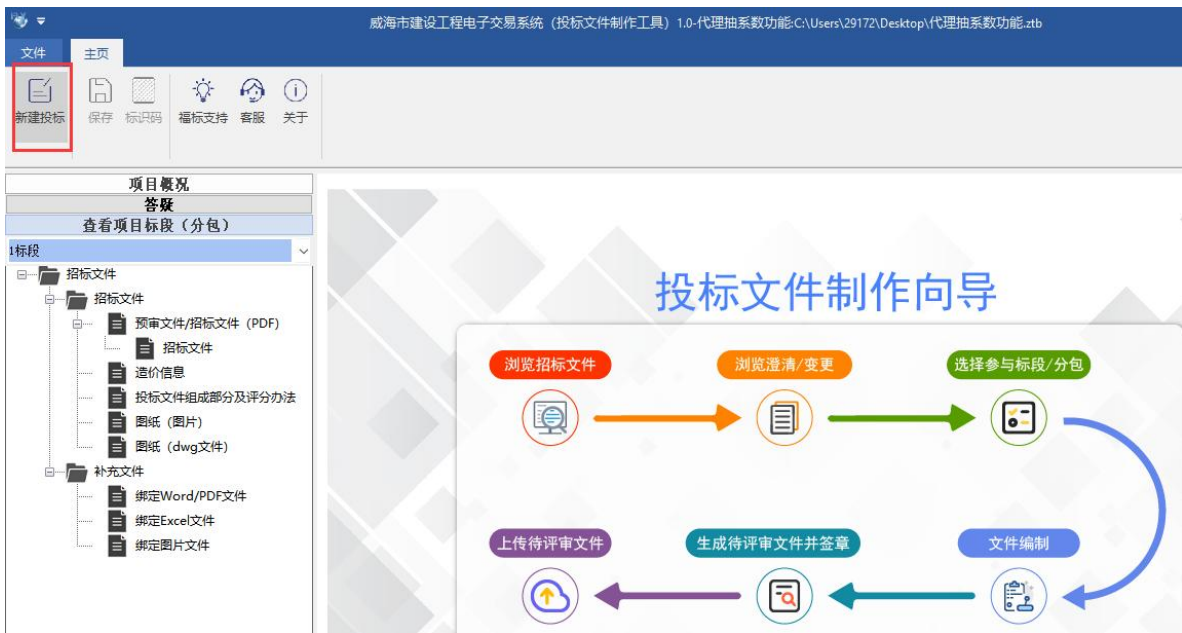 威海市建设工程电子交易系统（投标文件制作工具）1.0-代理抽系数功能:C:\Users\29172\Desktop\代理抽系数功能.ztb
文件 主页
新建投标 保存 标识码 福标支持 客服 关于
项目概况
答疑
查看项目标段（分包）
1标段
招标文件
招标文件
预审文件/招标文件（PDF）
招标文件
造价信息
投标文件组成部分及评分办法
图纸（图片）
图纸（dwg文件）
补充文件
绑定Word/PDF文件
绑定Excel文件
绑定图片文件
投标文件制作向导
浏览招标文件 浏览澄清/变更 选择参与标段/分包
上传待评审文件 生成待评审文件并签章 文件编制